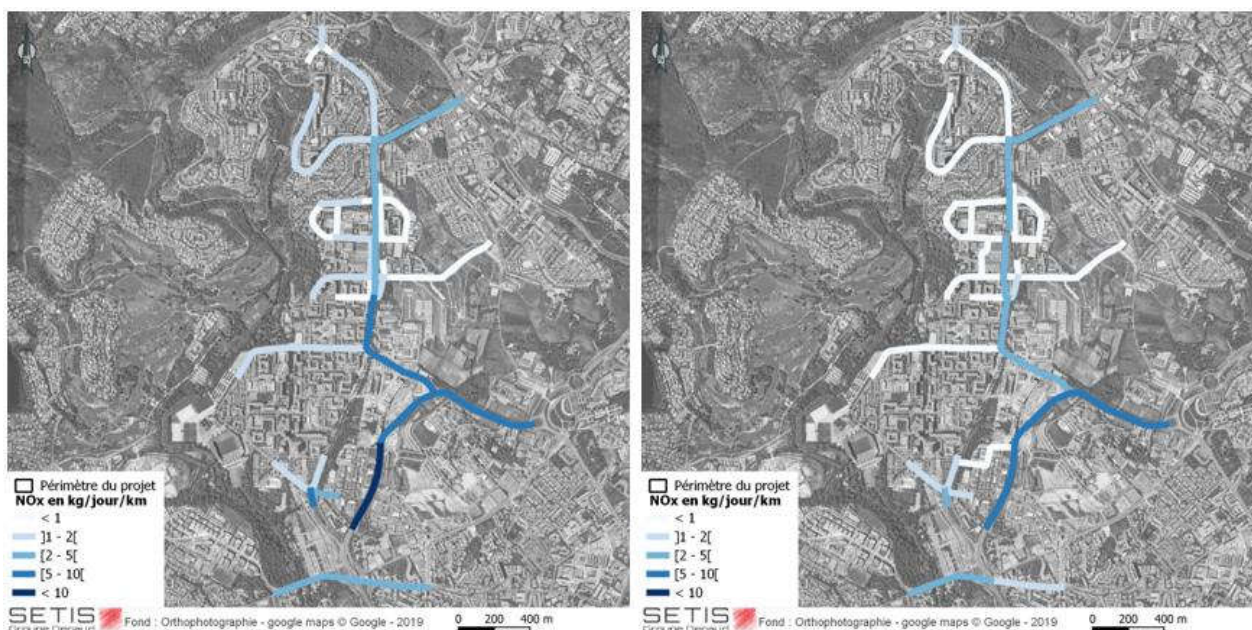 Périmètre du projet
NOx en kg/jour/km
< 1
]1 - 2[
[2 - 5[
[5 - 10[
< 10
SETIS
Fond : Orthophotographie - google maps © Google - 2019
0 200 400 m
Périmètre du projet
NOx en kg/jour/km
< 1
]1 - 2[
[2 - 5[
[5 - 10[
< 10
SETIS
Fond : Orthophotographie - google maps © Google - 2019
0 200 400 m